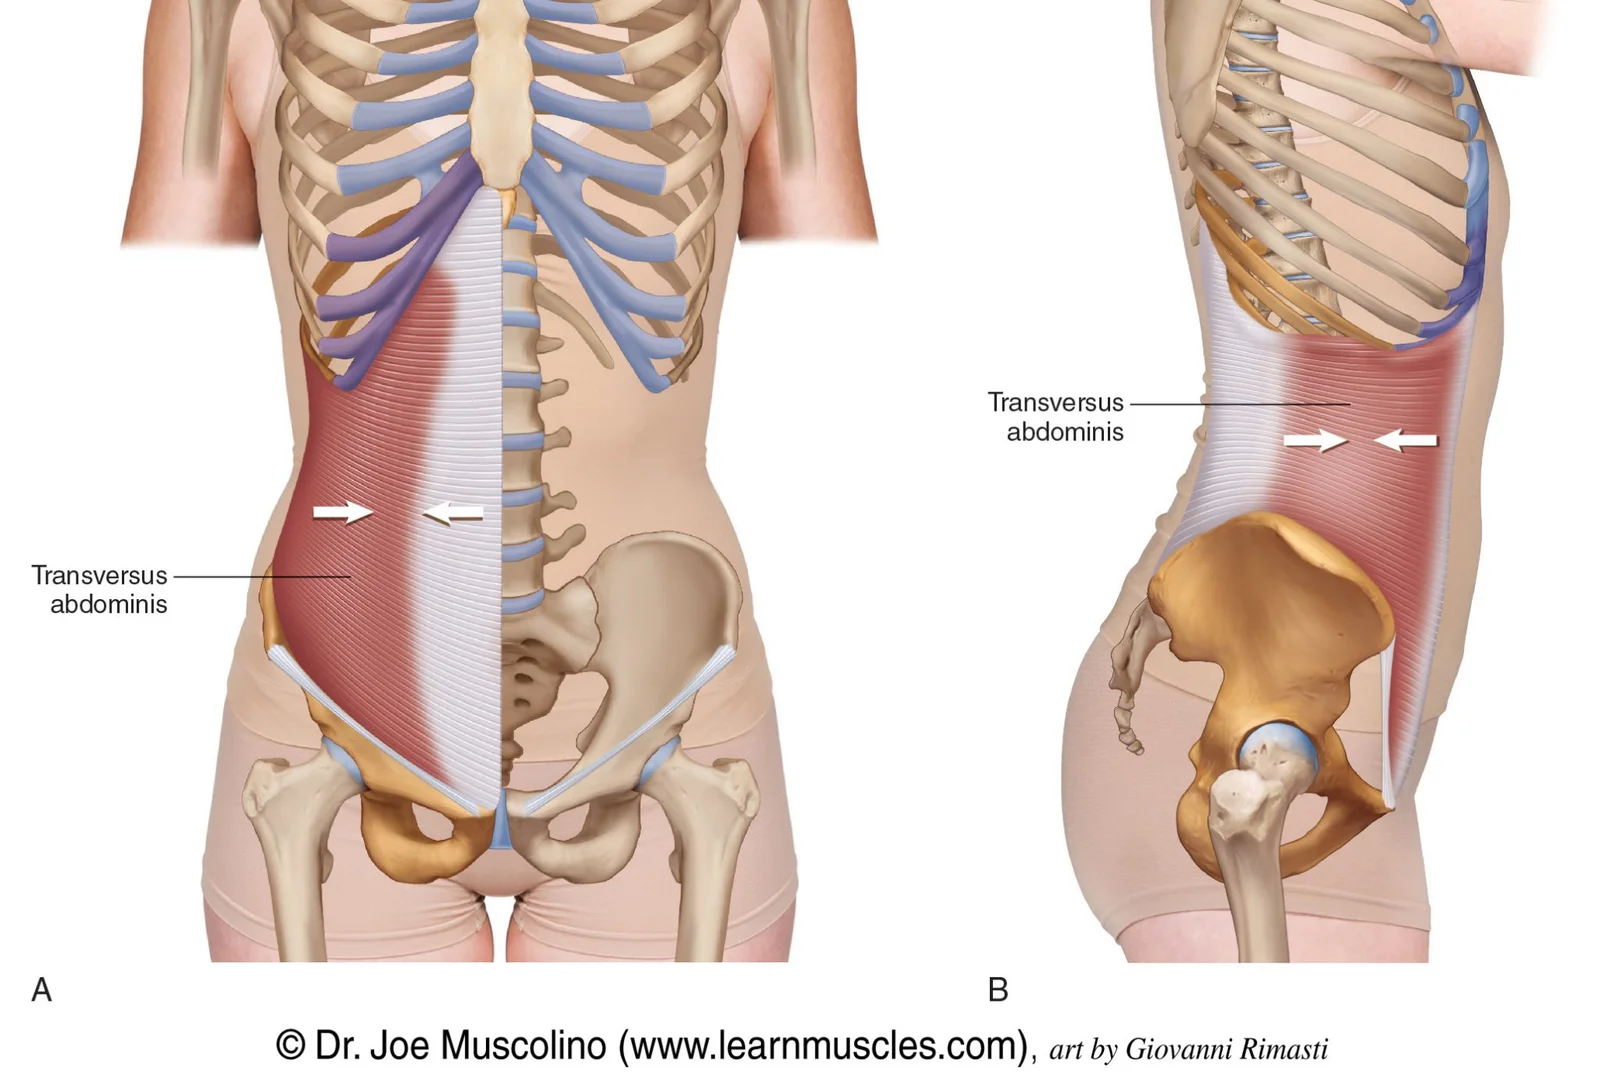 Transversus
abdominis
Transversus
abdominis
A
B
© Dr. Joe Muscolino (www.learnmuscles.com), art by Giovanni Rimasti